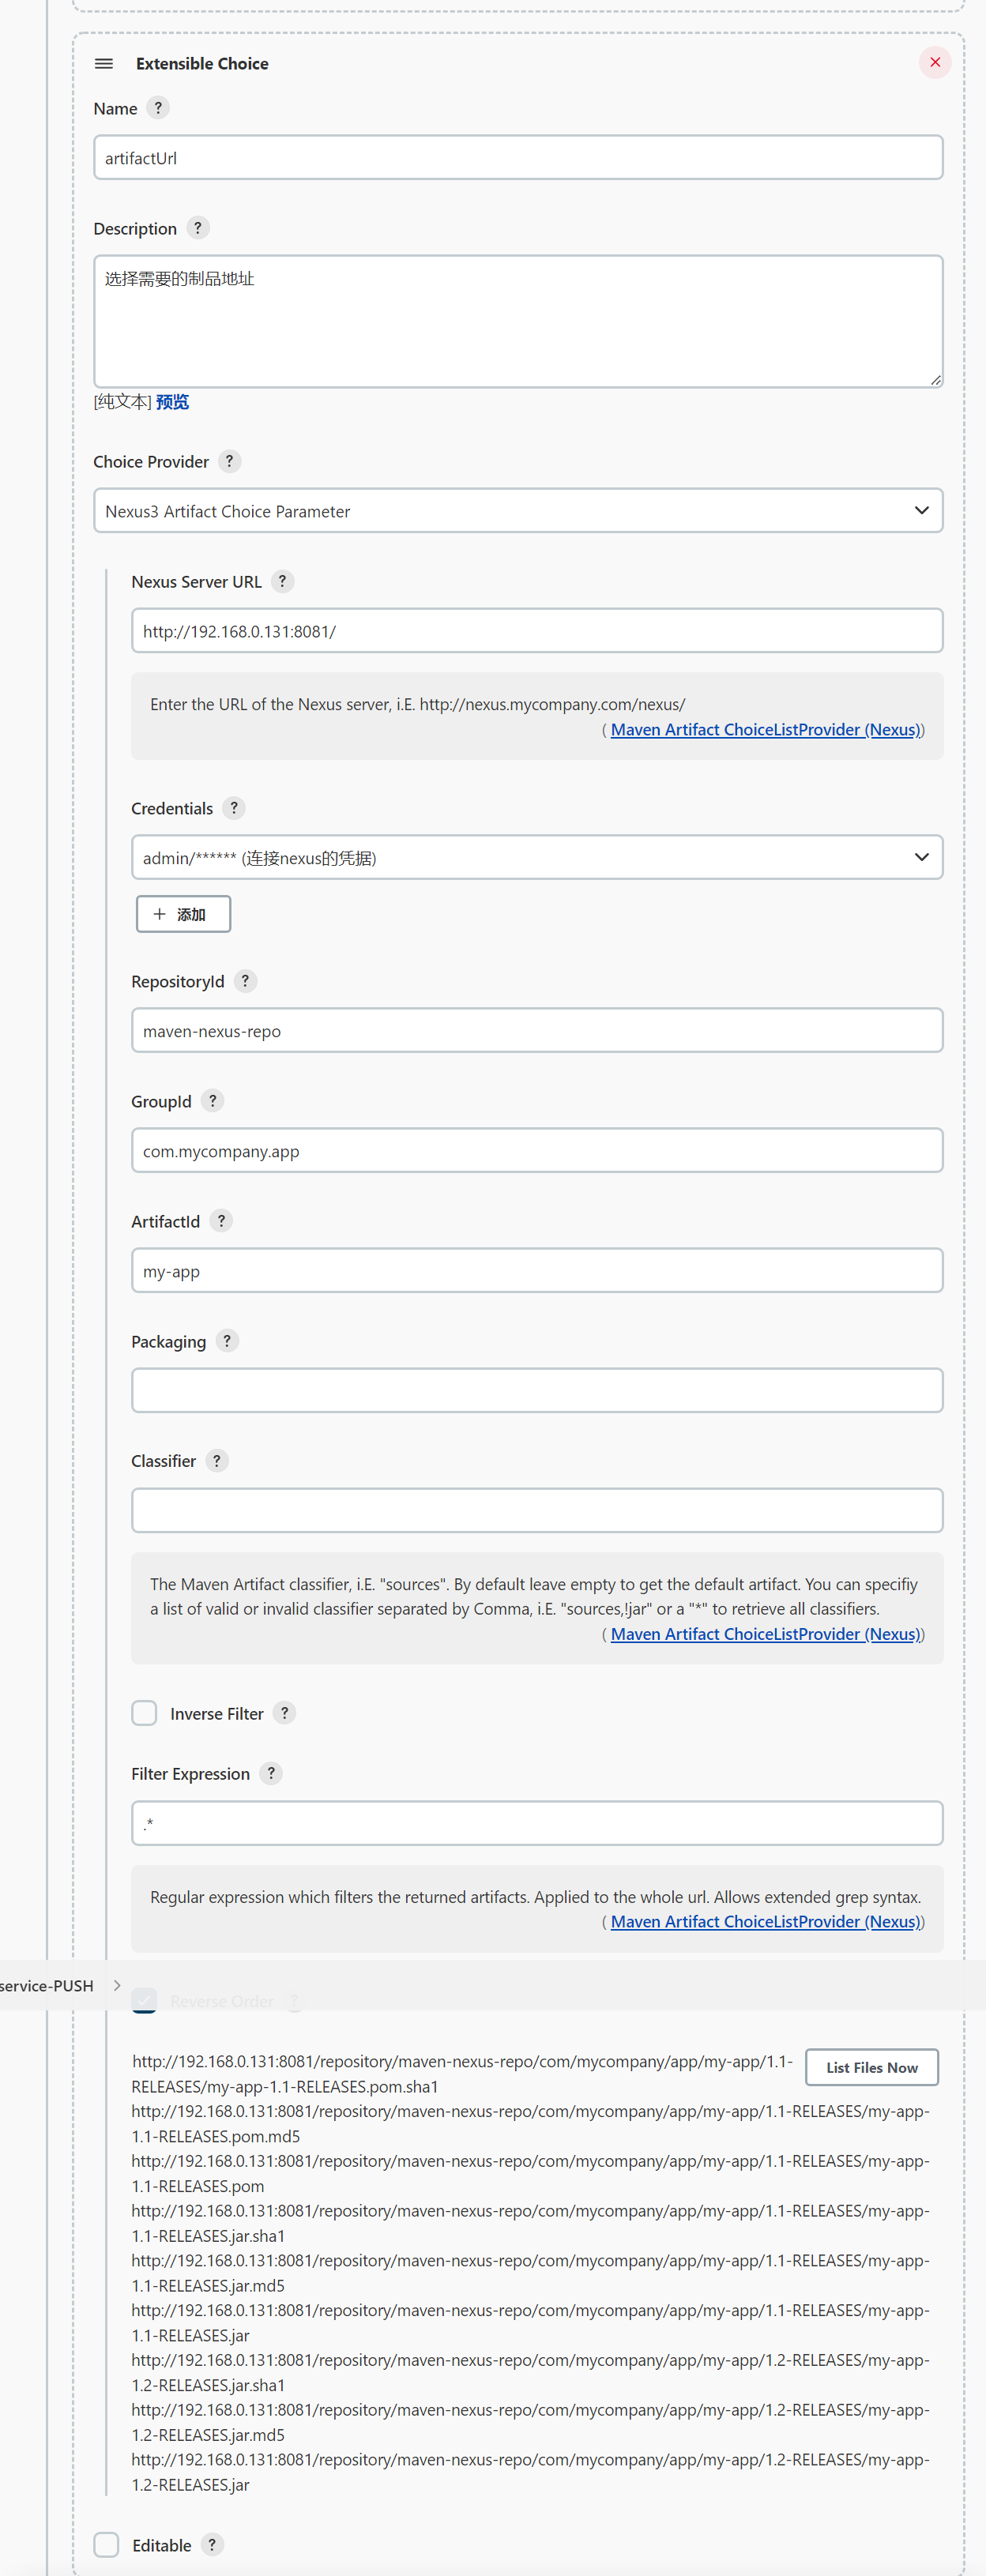 Extensible Choice
Name ?
artifactUrl
Description ?
选择需要的制品地址
[纯文本] 预览
Choice Provider ?
Nexus3 Artifact Choice Parameter
Nexus Server URL ?
http://192.168.0.131:8081/
Enter the URL of the Nexus server, i.E. http://nexus.mycompany.com/nexus/
( Maven Artifact ChoiceListProvider (Nexus))
Credentials ?
admin/****** (连接nexus的凭据)
+ 添加
RepositoryId ?
maven-nexus-repo
GroupId ?
com.mycompany.app
ArtifactId ?
my-app
Packaging ?
Classifier ?
The Maven Artifact classifier, i.E. "sources". By default leave empty to get the default artifact. You can specifiy
a list of valid or invalid classifier separated by Comma, i.E. "sources,!jar" or a "*" to retrieve all classifiers.
( Maven Artifact ChoiceListProvider (Nexus))
Inverse Filter ?
Filter Expression ?
.*
Regular expression which filters the returned artifacts. Applied to the whole url. Allows extended grep syntax.
( Maven Artifact ChoiceListProvider (Nexus))
service-PUSH
Reverse Order ?
http://192.168.0.131:8081/repository/maven-nexus-repo/com/mycompany/app/my-app/1.1-
RELEASES/my-app-1.1-RELEASES.pom.sha1
List Files Now
http://192.168.0.131:8081/repository/maven-nexus-repo/com/mycompany/app/my-app/1.1-RELEASES/my-app-
1.1-RELEASES.pom.md5
http://192.168.0.131:8081/repository/maven-nexus-repo/com/mycompany/app/my-app/1.1-RELEASES/my-app-
1.1-RELEASES.pom
http://192.168.0.131:8081/repository/maven-nexus-repo/com/mycompany/app/my-app/1.1-RELEASES/my-app-
1.1-RELEASES.jar.sha1
http://192.168.0.131:8081/repository/maven-nexus-repo/com/mycompany/app/my-app/1.1-RELEASES/my-app-
1.1-RELEASES.jar.md5
http://192.168.0.131:8081/repository/maven-nexus-repo/com/mycompany/app/my-app/1.1-RELEASES/my-app-
1.1-RELEASES.jar
http://192.168.0.131:8081/repository/maven-nexus-repo/com/mycompany/app/my-app/1.2-RELEASES/my-app-
1.2-RELEASES.jar.sha1
http://192.168.0.131:8081/repository/maven-nexus-repo/com/mycompany/app/my-app/1.2-RELEASES/my-app-
1.2-RELEASES.jar.md5
http://192.168.0.131:8081/repository/maven-nexus-repo/com/mycompany/app/my-app/1.2-RELEASES/my-app-
1.2-RELEASES.jar
Editable ?